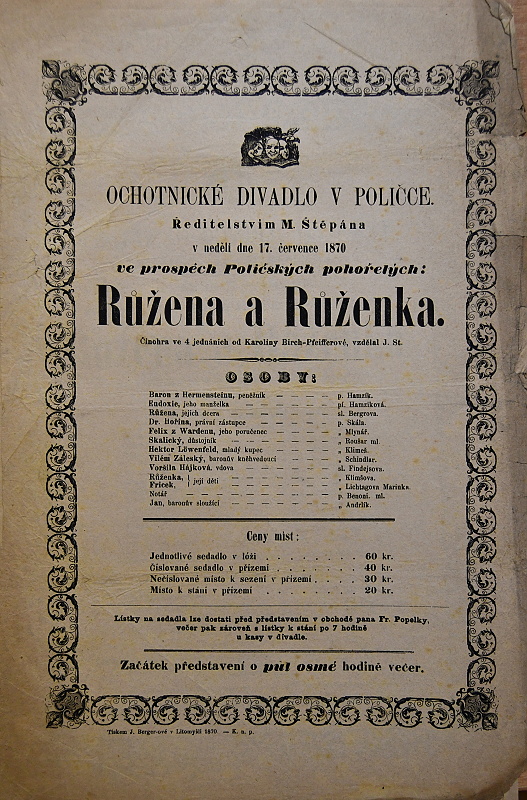 OCHOTNICKÉ DIVADLO V POLIČCE.
Ředitelstvím M. Štěpána
v neděli dne 17. července 1870
ve prospěch Poličských pohořelých:
Růžena a Růženka.
Činohra ve 4 jednáních od Karoliny Birch-Pfeifferové, vzdělal J. St.
OSOBY:
Baron z Hermensteinu, peněžník — — — — p. Hamzík.
Eudoxie, jeho manželka — — — — — pí. Hamzíková.
Růžena, jejich dcera — — — — — — sl. Bergrova.
Dr. Hořina, právní zástupce — — — — — p. Skála.
Felix z Wardenu, jeho poručenec — — — — „ Mlynář.
Skalický, důstojník — — — — — — „ Roušar ml.
Hektor Löwenfeld, mladý kupec — — — — „ Klimeš.
Vilém Záleský, baronův kněhvedoucí — — — — „ Schindlar.
Voršila Hájková, vdova — — — — — sl. Findejsova.
Růženka, } její děti — — — — — „ Klimšova.
Fricek, „ Lichtagova Marinka.
Notář — — — — — — — p. Benoni. ml.
Jan, baronův sloužící — — — — — „ Andrlík.
Ceny míst:
Jednotlivé sedadlo v lóži . . . . . . . . 60 kr.
Číslované sedadlo v přízemí . . . . . . . 40 kr.
Nečíslované místo k sezení v přízemí . . . . 30 kr.
Místo k stání v přízemí . . . . . . . . 20 kr.
Lístky na sedadla lze dostati před představením v obchodě pana Fr. Popelky,
večer pak zároveň s lístky k stání po 7 hodině
u kasy v divadle.
Začátek představení o půl osmé hodině večer.
Tiskem J. Berger-ové v Litomyšli 1870. — K. n. p.